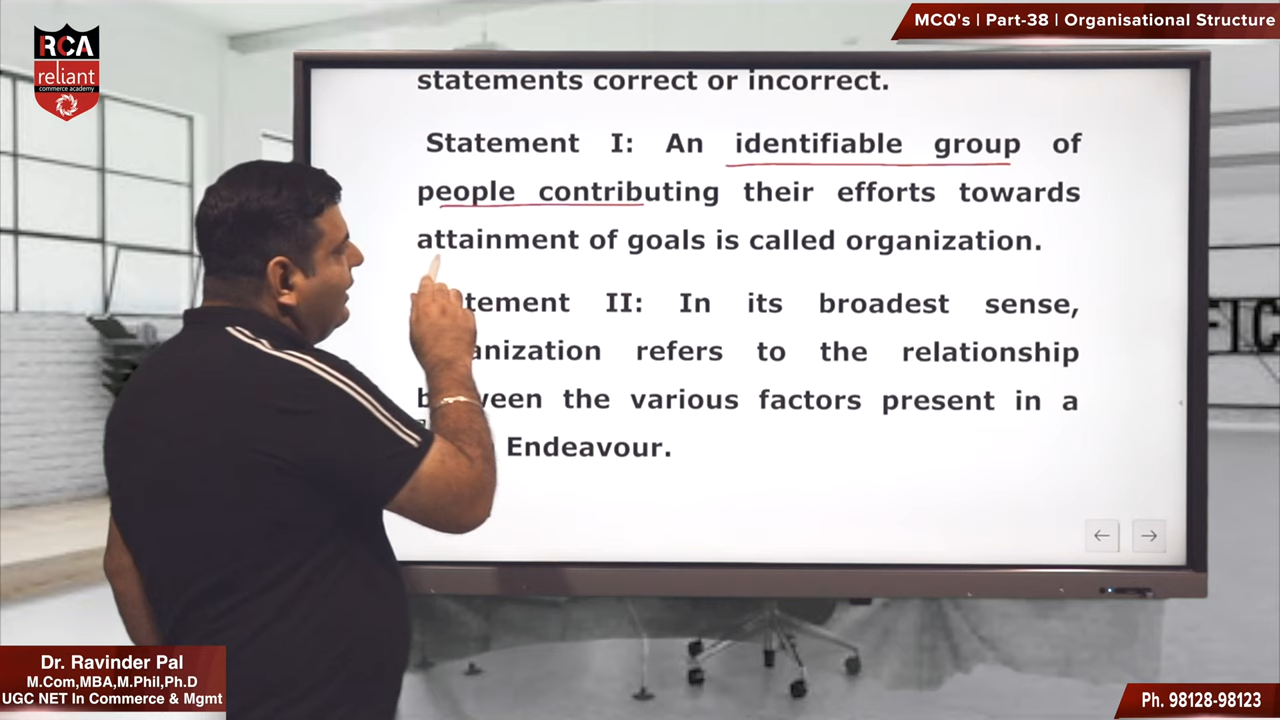 RCA
reliant
commerce academy
MCQ's | Part-38 | Organisational Structure
statements correct or incorrect.
Statement I: An identifiable group of
people contributing their efforts towards
attainment of goals is called organization.
tement II: In its broadest sense,
anization refers to the relationship
b ween the various factors present in a
Endeavour.
Dr. Ravinder Pal
M.Com,MBA,M.Phil,Ph.D
UGC NET In Commerce & Mgmt
Ph. 98128-98123